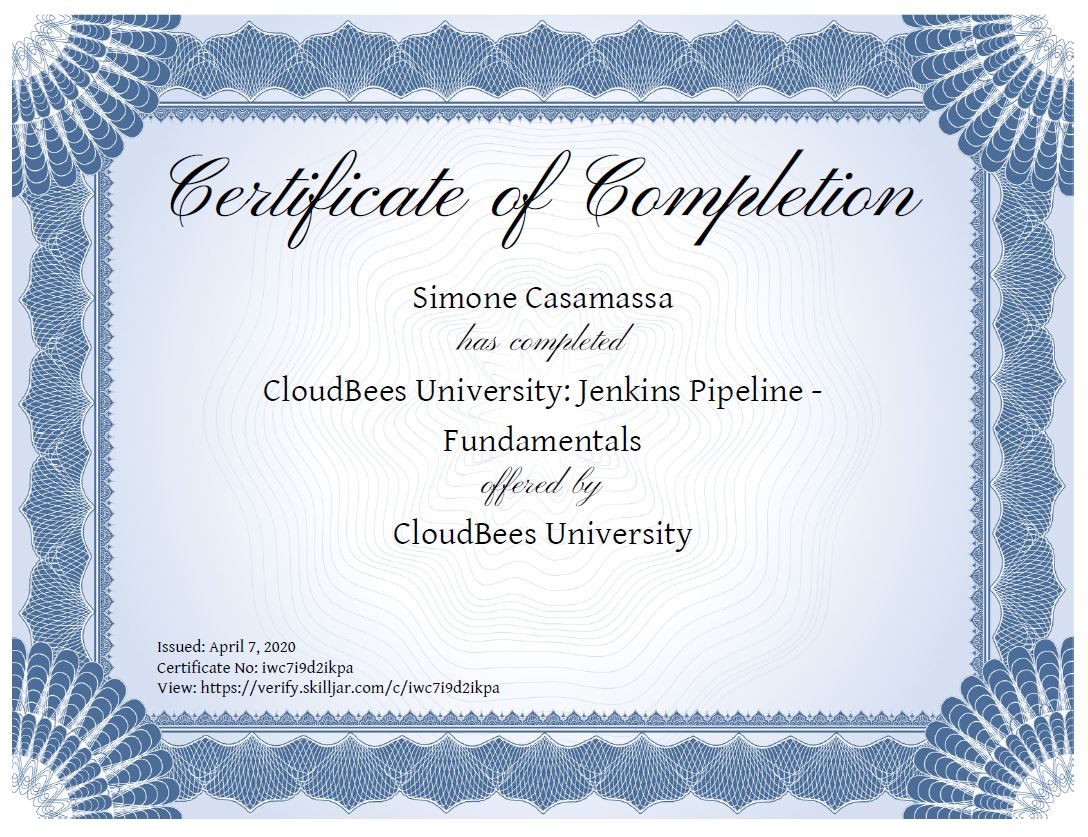 Certificate of Completion
Simone Casamassa
has completed
CloudBees University: Jenkins Pipeline -
Fundamentals
offered by
CloudBees University
Issued: April 7, 2020
Certificate No: iwc7i9d2ikpa
View: https://verify.skilljar.com/c/iwc7i9d2ikpa